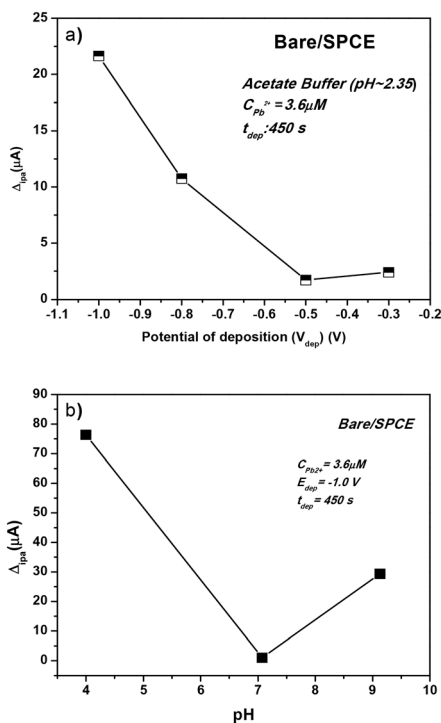 a)
Bare/SPCE
Acetate Buffer (pH~2.35)
C_Pb²⁺ = 3.6μM
t_dep:450 s
25
20
15
10
5
0
Δ_ipa(μA)
-1.1 -1.0 -0.9 -0.8 -0.7 -0.6 -0.5 -0.4 -0.3 -0.2
Potential of deposition (V_dep) (V)
b)
Bare/SPCE
C_Pb2+= 3.6μM
E_dep= -1.0 V
t_dep= 450 s
90
80
70
60
50
40
30
20
10
0
Δ_ipa(μA)
4 5 6 7 8 9 10
pH